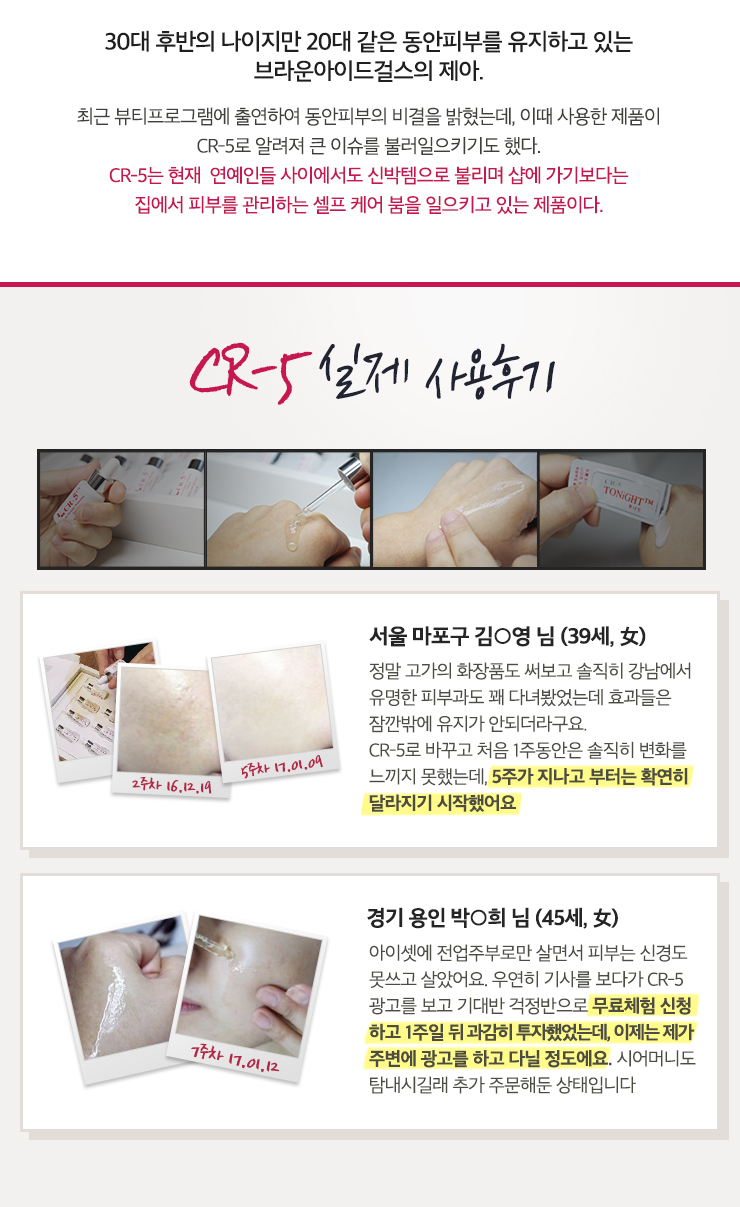 30대 후반의 나이지만 20대 같은 동안피부를 유지하고 있는
브라운아이드걸스의 제아.
최근 뷰티프로그램에 출연하여 동안피부의 비결을 밝혔는데, 이때 사용한 제품이
CR-5로 알려져 큰 이슈를 불러일으키기도 했다.
CR-5는 현재 연예인들 사이에서도 신박템으로 불리며 샵에 가기보다는
집에서 피부를 관리하는 셀프 케어 붐을 일으키고 있는 제품이다.
CR-5 실제 사용후기
CR-5
CR-5
TONiGHT™
서울 마포구 김○영 님 (39세, 女)
정말 고가의 화장품도 써보고 솔직히 강남에서
유명한 피부과도 꽤 다녀봤었는데 효과들은
잠깐밖에 유지가 안되더라구요.
CR-5로 바꾸고 처음 1주동안은 솔직히 변화를
느끼지 못했는데, 5주가 지나고 부터는 확연히
달라지기 시작했어요
2주차 16.12.19
5주차 17.01.09
경기 용인 박○희 님 (45세, 女)
아이셋에 전업주부로만 살면서 피부는 신경도
못쓰고 살았어요. 우연히 기사를 보다가 CR-5
광고를 보고 기대반 걱정반으로 무료체험 신청
하고 1주일 뒤 과감히 투자했었는데, 이제는 제가
주변에 광고를 하고 다닐 정도에요. 시어머니도
탐내시길래 추가 주문해둔 상태입니다
7주차 17.01.12